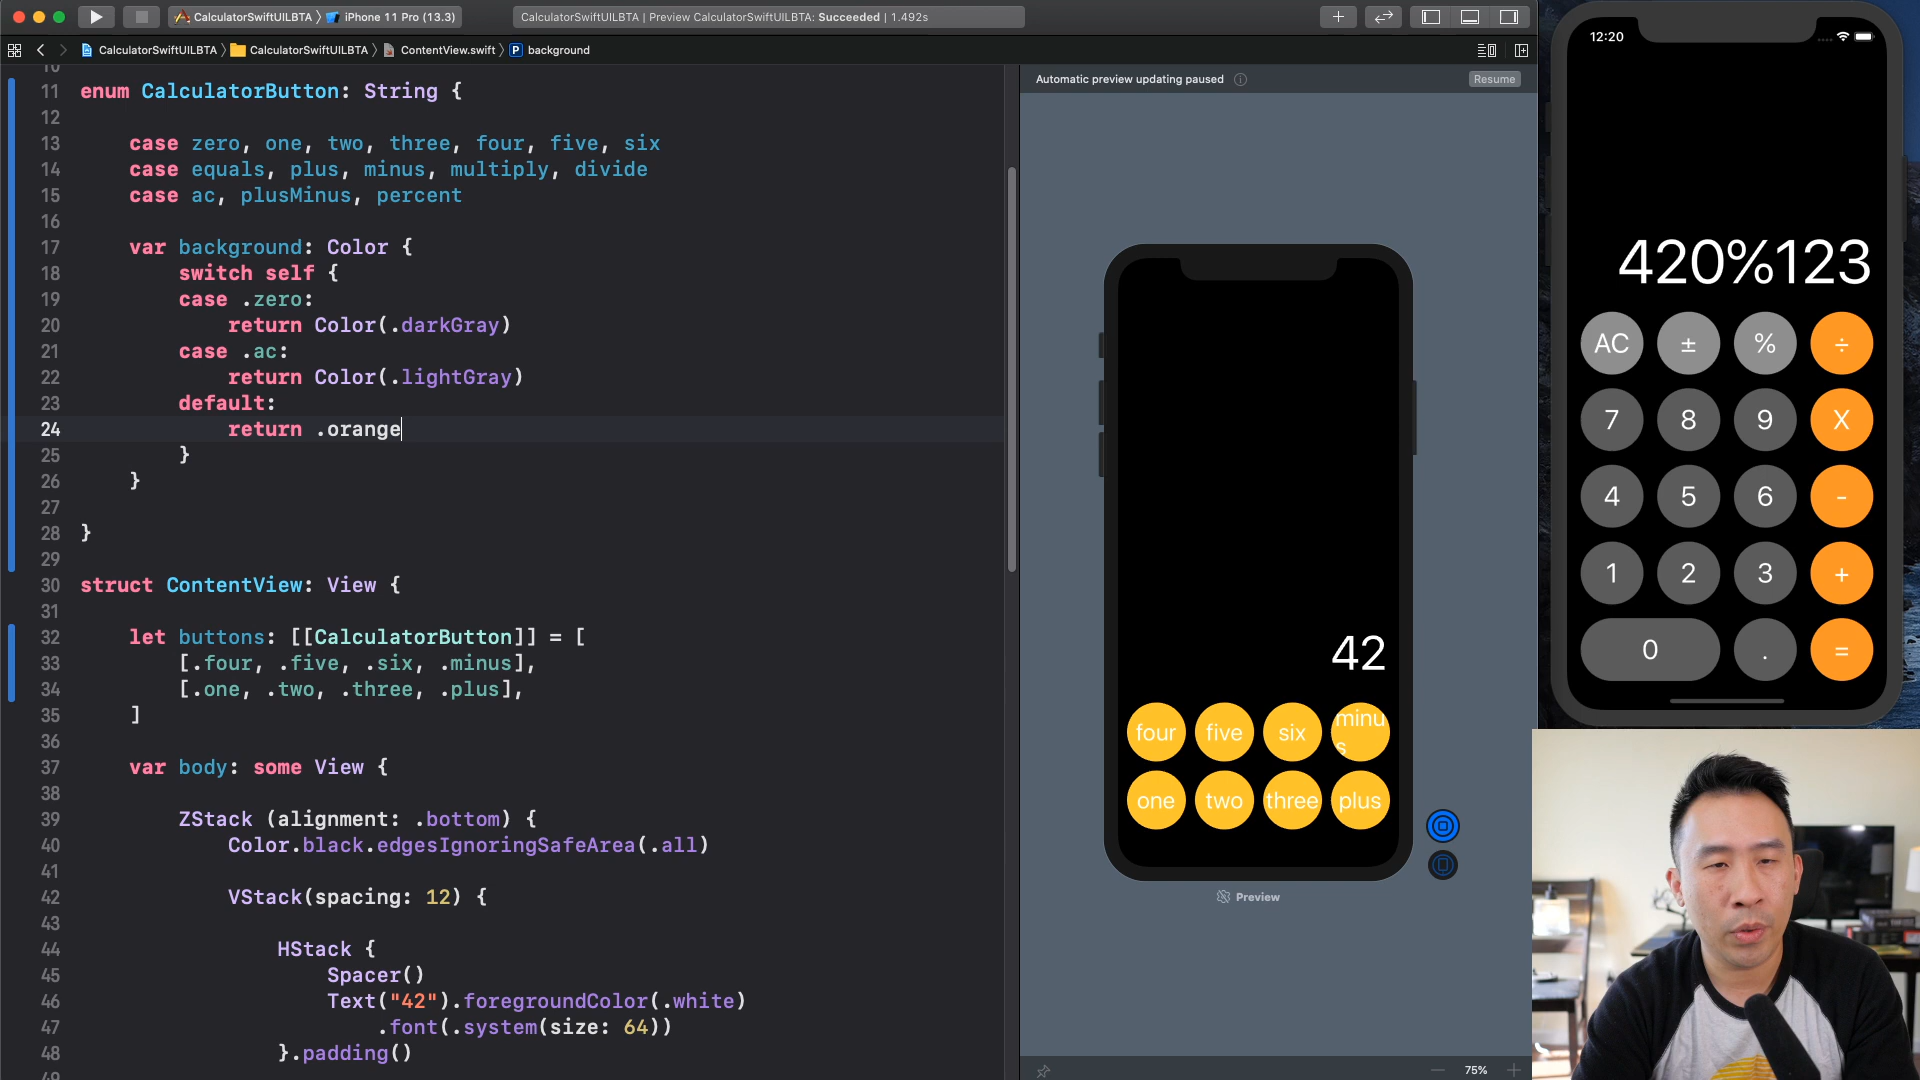 CalculatorSwiftUILBTA
iPhone 11 Pro (13.3)
CalculatorSwiftUILBTA | Preview CalculatorSwiftUILBTA: Succeeded | 1.492s
CalculatorSwiftUILBTA
CalculatorSwiftUILBTA
ContentView.swift
P background
10
11 enum CalculatorButton: String {
12
13 case zero, one, two, three, four, five, six
14 case equals, plus, minus, multiply, divide
15 case ac, plusMinus, percent
16
17 var background: Color {
18 switch self {
19 case .zero:
20 return Color(.darkGray)
21 case .ac:
22 return Color(.lightGray)
23 default:
24 return .orange
25 }
26 }
27
28 }
29
30 struct ContentView: View {
31
32 let buttons: [[CalculatorButton]] = [
33 [.four, .five, .six, .minus],
34 [.one, .two, .three, .plus],
35 ]
36
37 var body: some View {
38
39 ZStack (alignment: .bottom) {
40 Color.black.edgesIgnoringSafeArea(.all)
41
42 VStack(spacing: 12) {
43
44 HStack {
45 Spacer()
46 Text("42").foregroundColor(.white)
47 .font(.system(size: 64))
48 }.padding()
49
Automatic preview updating paused
Resume
42
four five six minu
s
one two three plus
Preview
75%
12:20
420%123
AC ± % ÷
7 8 9 X
4 5 6 -
1 2 3 +
0 . =